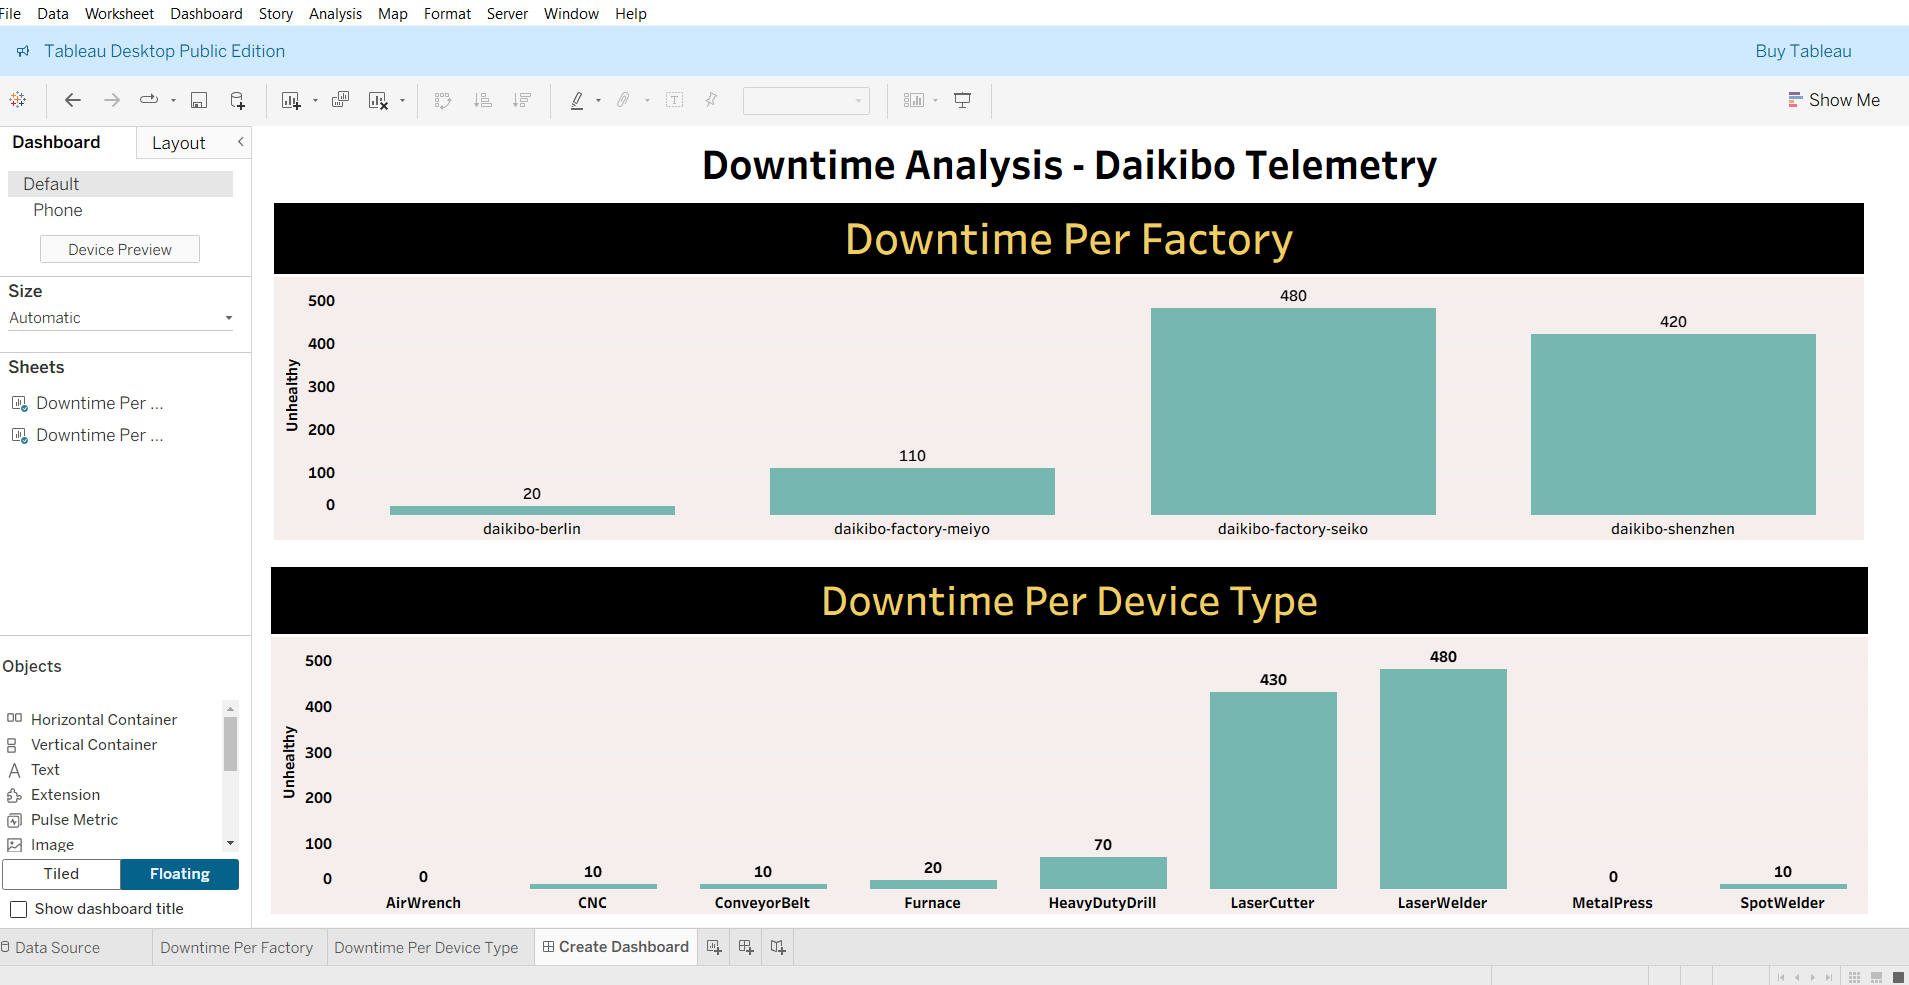 File Data Worksheet Dashboard Story Analysis Map Format Server Window Help
Tableau Desktop Public Edition Buy Tableau
Show Me
Dashboard Layout
Default
Phone
Device Preview
Size
Automatic
Sheets
Downtime Per ...
Downtime Per ...
Objects
Horizontal Container
Vertical Container
Text
Extension
Pulse Metric
Image
Tiled Floating
Show dashboard title
Downtime Analysis - Daikibo Telemetry
Downtime Per Factory
Unhealthy
500
400
300
200
100
0
20 110 480 420
daikibo-berlin daikibo-factory-meiyo daikibo-factory-seiko daikibo-shenzhen
Downtime Per Device Type
Unhealthy
500
400
300
200
100
0
0 10 10 20 70 430 480 0 10
AirWrench CNC ConveyorBelt Furnace HeavyDutyDrill LaserCutter LaserWelder MetalPress SpotWelder
Data Source Downtime Per Factory Downtime Per Device Type Create Dashboard